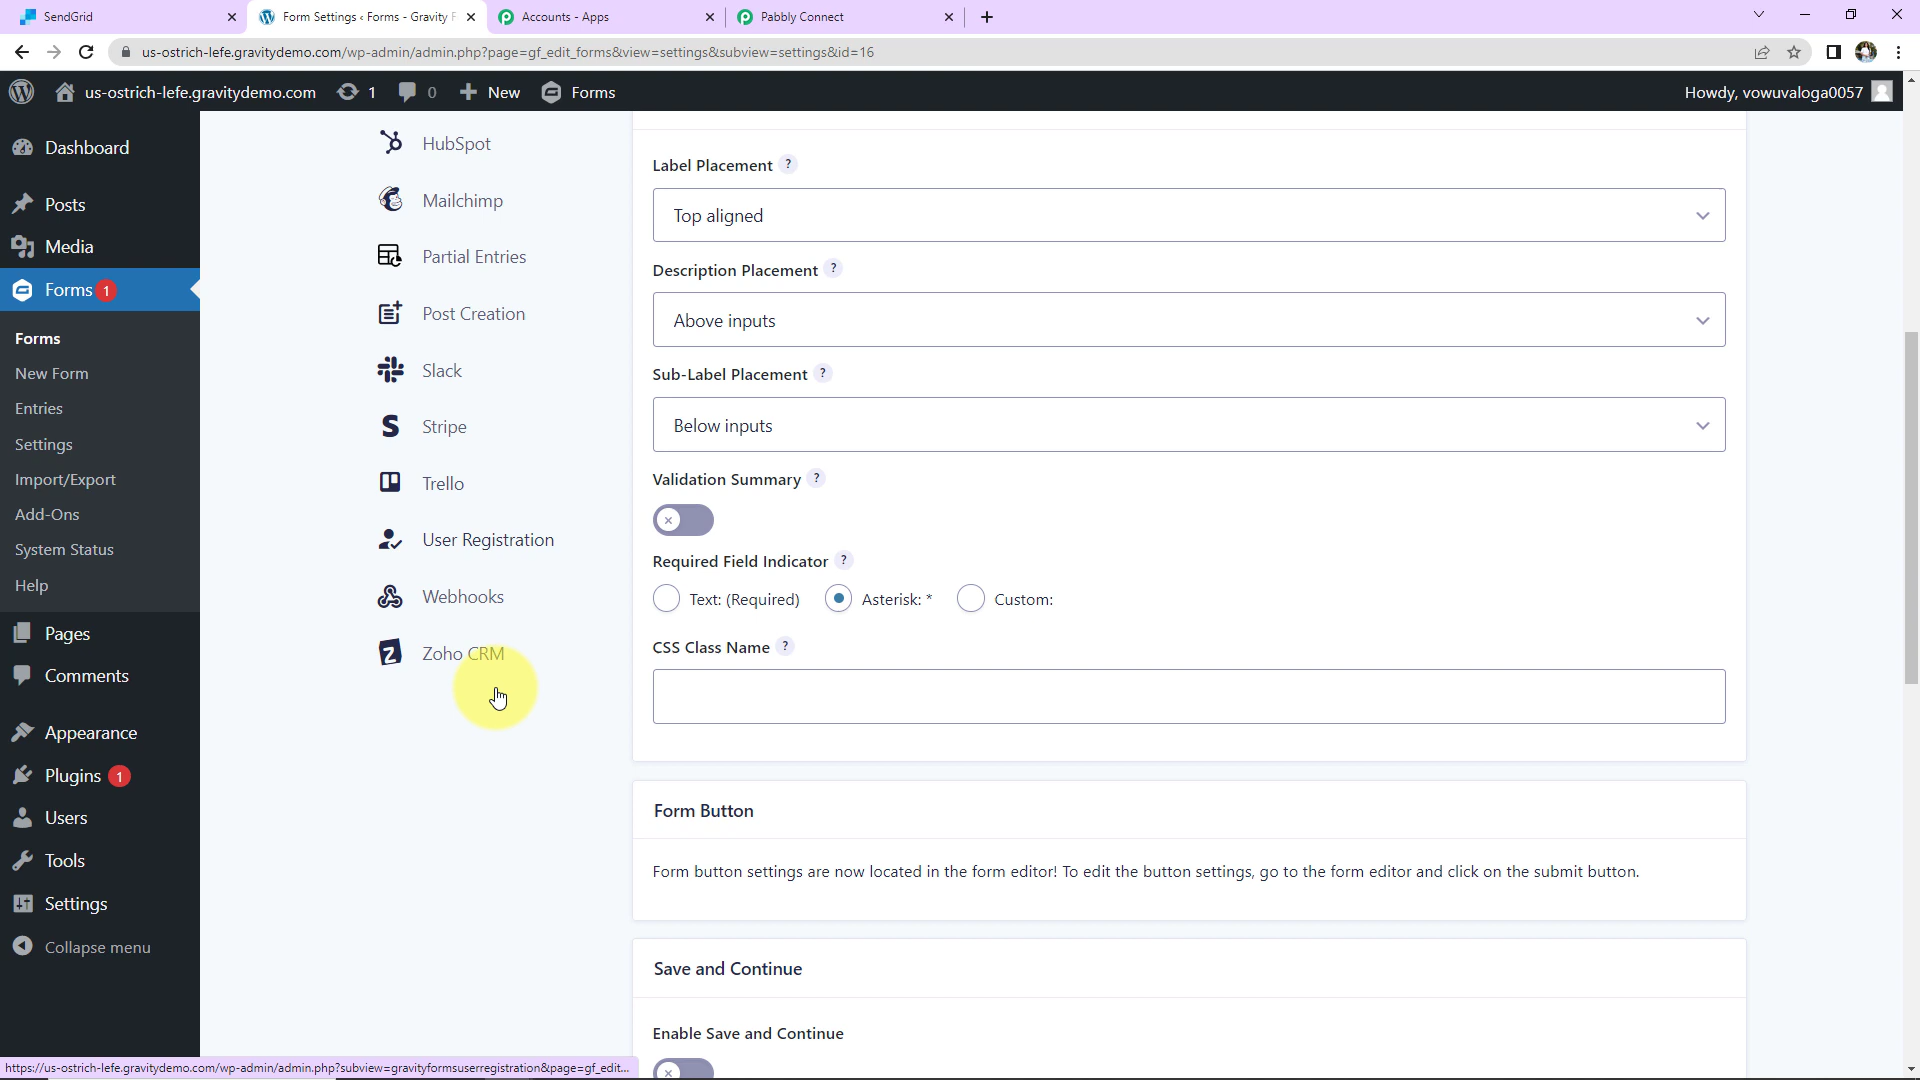 SendGrid
Form Settings ‹ Forms - Gravity F
Accounts - Apps
Pabbly Connect
us-ostrich-lefe.gravitydemo.com/wp-admin/admin.php?page=gf_edit_forms&view=settings&subview=settings&id=16
us-ostrich-lefe.gravitydemo.com
1
0
New
Forms
Howdy, vowuvaloga0057
Dashboard
Posts
Media
Forms 1
Forms
New Form
Entries
Settings
Import/Export
Add-Ons
System Status
Help
Pages
Comments
Appearance
Plugins 1
Users
Tools
Settings
Collapse menu
HubSpot
Mailchimp
Partial Entries
Post Creation
Slack
Stripe
Trello
User Registration
Webhooks
Zoho CRM
Label Placement ?
Top aligned
Description Placement ?
Above inputs
Sub-Label Placement ?
Below inputs
Validation Summary ?
Required Field Indicator ?
Text: (Required)
Asterisk: *
Custom:
CSS Class Name ?
Form Button
Form button settings are now located in the form editor! To edit the button settings, go to the form editor and click on the submit button.
Save and Continue
Enable Save and Continue
https://us-ostrich-lefe.gravitydemo.com/wp-admin/admin.php?subview=gravityformsuserregistration&page=gf_edit...